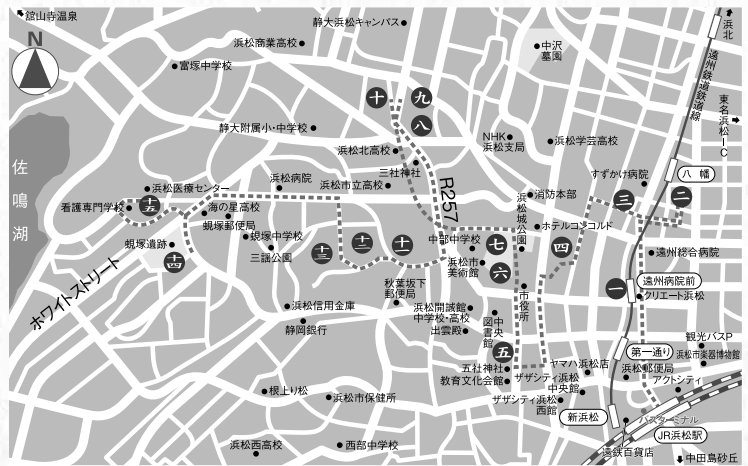 舘山寺温泉
N
静大浜松キャンパス
浜松商業高校
富塚中学校
中沢
墓園
浜北
遠州鉄道鉄道線
東名浜松IC
十
九
八
静大附属小・中学校
浜松北高校
NHK
浜松支局
浜松学芸高校
三社神社
すずかけ病院
八幡
佐鳴湖
浜松医療センター
浜松病院
浜松市立高校
R257
浜松城公園
消防本部
三
二
看護専門学校
十五
海の星高校
蜆塚郵便局
蜆塚中学校
三謡公園
蜆塚遺跡
十四
十三
十二
十一
中部中学校
七
ホテルコンコルド
四
浜松市
美術館
六
遠州総合病院
遠州病院前
一
クリエート浜松
ホワイトストリート
秋葉坂下
郵便局
市役所
浜松信用金庫
静岡銀行
浜松開誠館
中学校・高校
出雲殿
中央
図書館
五
観光バスP
第一通り
浜松市楽器博物館
浜松郵便局
アクトシティ
五社神社
教育文化会館
ヤマハ浜松店
ザザシティ浜松
中央館
ザザシティ浜松
西館
根上り松
浜松市保健所
新浜松
バスターミナル
JR浜松駅
遠鉄百貨店
浜松西高校
西部中学校
中田島砂丘